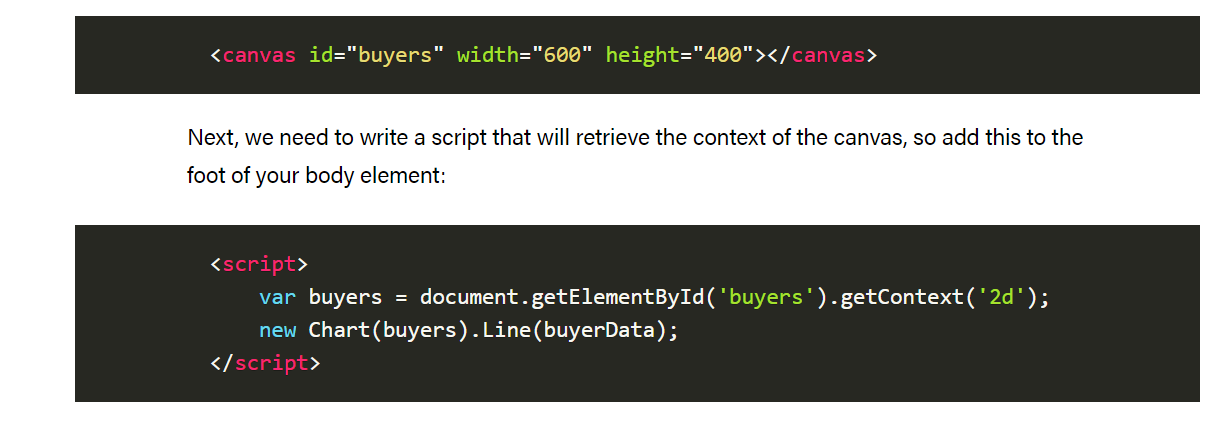 <canvas id="buyers" width="600" height="400"></canvas>
Next, we need to write a script that will retrieve the context of the canvas, so add this to the
foot of your body element:
<script>
    var buyers = document.getElementById('buyers').getContext('2d');
    new Chart(buyers).Line(buyerData);
</script>